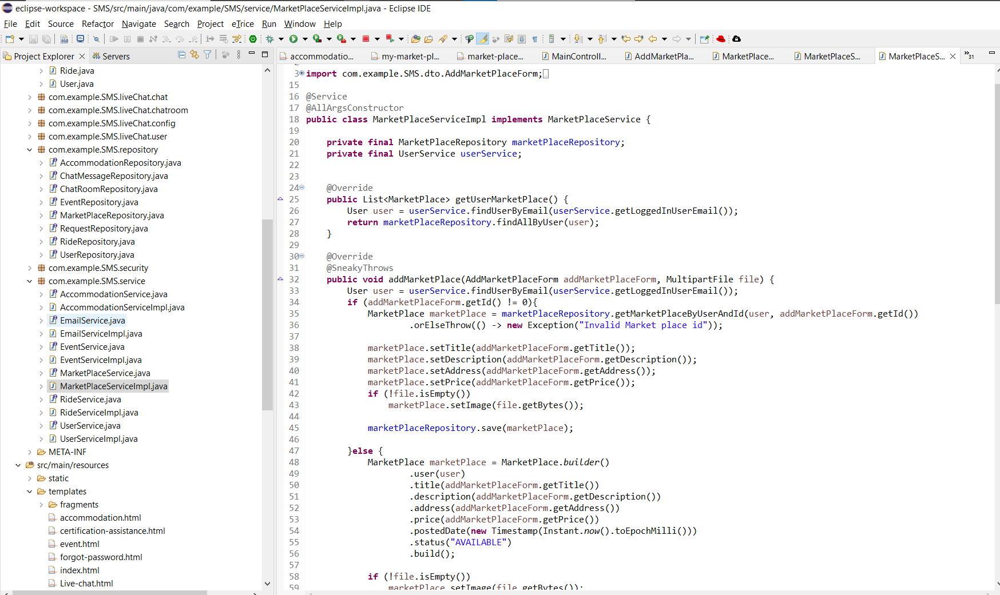 eclipse-workspace - SMS/src/main/java/com/example/SMS/service/MarketPlaceServiceImpl.java - Eclipse IDE
File Edit Source Refactor Navigate Search Project eTrice Run Window Help
Project Explorer Servers
Ride.java
User.java
com.example.SMS.liveChat.chat
com.example.SMS.liveChat.chatroom
com.example.SMS.liveChat.config
com.example.SMS.liveChat.user
com.example.SMS.repository
AccommodationRepository.java
ChatMessageRepository.java
ChatRoomRepository.java
EventRepository.java
MarketPlaceRepository.java
RequestRepository.java
RideRepository.java
UserRepository.java
com.example.SMS.security
com.example.SMS.service
AccommodationService.java
AccommodationServiceImpl.java
EmailService.java
EmailServiceImpl.java
EventService.java
EventServiceImpl.java
MarketPlaceService.java
MarketPlaceServiceImpl.java
RideService.java
RideServiceImpl.java
UserService.java
UserServiceImpl.java
META-INF
src/main/resources
static
templates
fragments
accommodation.html
certification-assistance.html
event.html
forgot-password.html
index.html
Live-chat.html
accommodatio... my-market-pl... market-place... MainControll... AddMarketPla... MarketPlace... MarketPlaceS... MarketPlaceS... »31
3 import com.example.SMS.dto.AddMarketPlaceForm;
15
16 @Service
17 @AllArgsConstructor
18 public class MarketPlaceServiceImpl implements MarketPlaceService {
19
20 private final MarketPlaceRepository marketPlaceRepository;
21 private final UserService userService;
22
23
24 @Override
25 public List<MarketPlace> getUserMarketPlace() {
26 User user = userService.findUserByEmail(userService.getLoggedInUserEmail());
27 return marketPlaceRepository.findAllByUser(user);
28 }
29
30 @Override
31 @SneakyThrows
32 public void addMarketPlace(AddMarketPlaceForm addMarketPlaceForm, MultipartFile file) {
33 User user = userService.findUserByEmail(userService.getLoggedInUserEmail());
34 if (addMarketPlaceForm.getId() != 0){
35 MarketPlace marketPlace = marketPlaceRepository.getMarketPlaceByUserAndId(user, addMarketPlaceForm.getId())
36 .orElseThrow(() -> new Exception("Invalid Market place id"));
37
38 marketPlace.setTitle(addMarketPlaceForm.getTitle());
39 marketPlace.setDescription(addMarketPlaceForm.getDescription());
40 marketPlace.setAddress(addMarketPlaceForm.getAddress());
41 marketPlace.setPrice(addMarketPlaceForm.getPrice());
42 if (!file.isEmpty())
43 marketPlace.setImage(file.getBytes());
44
45 marketPlaceRepository.save(marketPlace);
46
47 }else {
48 MarketPlace marketPlace = MarketPlace.builder()
49 .user(user)
50 .title(addMarketPlaceForm.getTitle())
51 .description(addMarketPlaceForm.getDescription())
52 .address(addMarketPlaceForm.getAddress())
53 .price(addMarketPlaceForm.getPrice())
54 .postedDate(new Timestamp(Instant.now().toEpochMilli()))
55 .status("AVAILABLE")
56 .build();
57
58 if (!file.isEmpty())
59 marketPlace.setImage(file.getBytes());